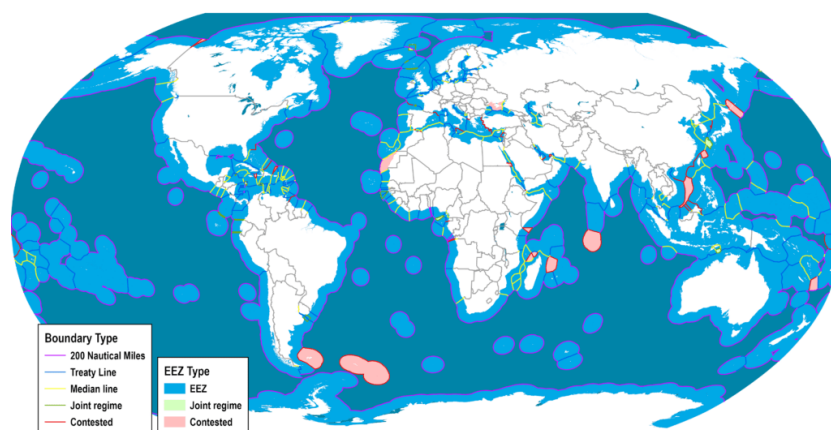 Boundary Type
200 Nautical Miles
Treaty Line
Median line
Joint regime
Contested
EEZ Type
EEZ
Joint regime
Contested